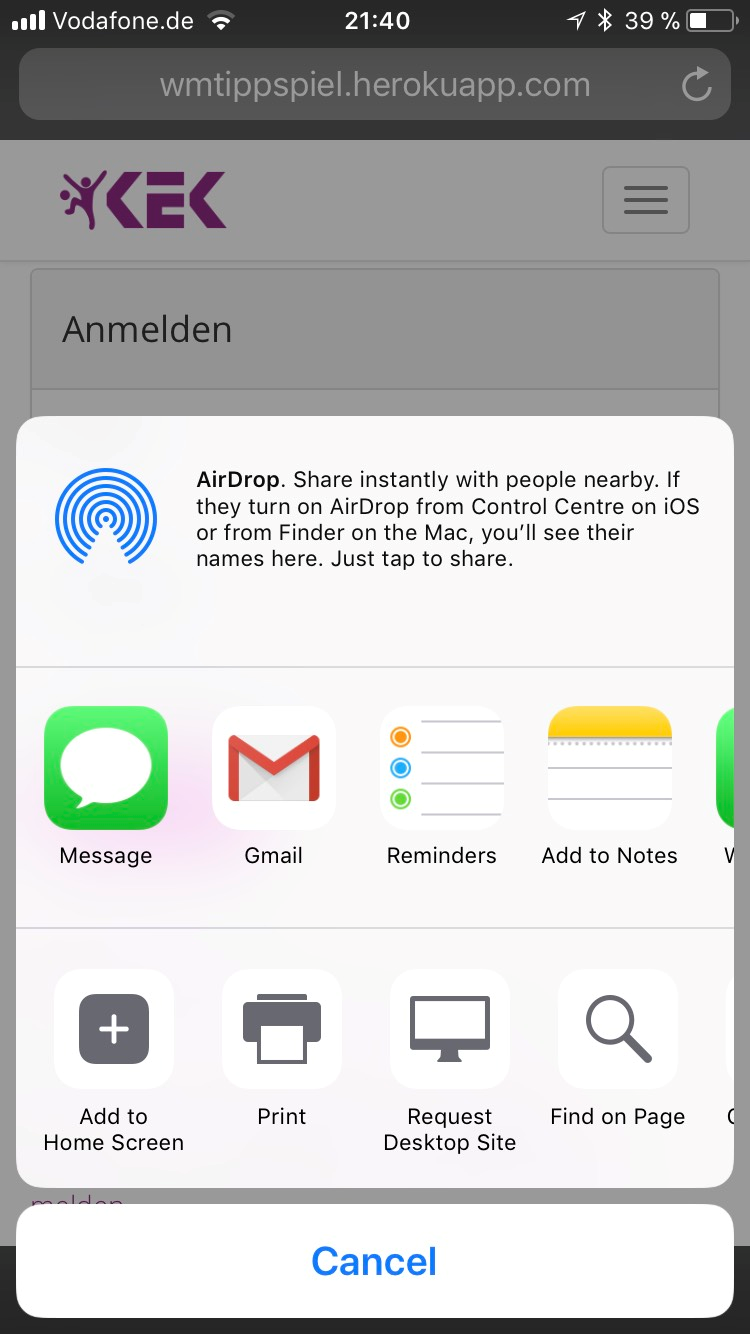 Vodafone.de 21:40 39 %
wmtippspiel.herokuapp.com
KEK
Anmelden
AirDrop. Share instantly with people nearby. If
they turn on AirDrop from Control Centre on iOS
or from Finder on the Mac, you’ll see their
names here. Just tap to share.
Message Gmail Reminders Add to Notes
Add to Print Request Find on Page
Home Screen Desktop Site
melden
Cancel